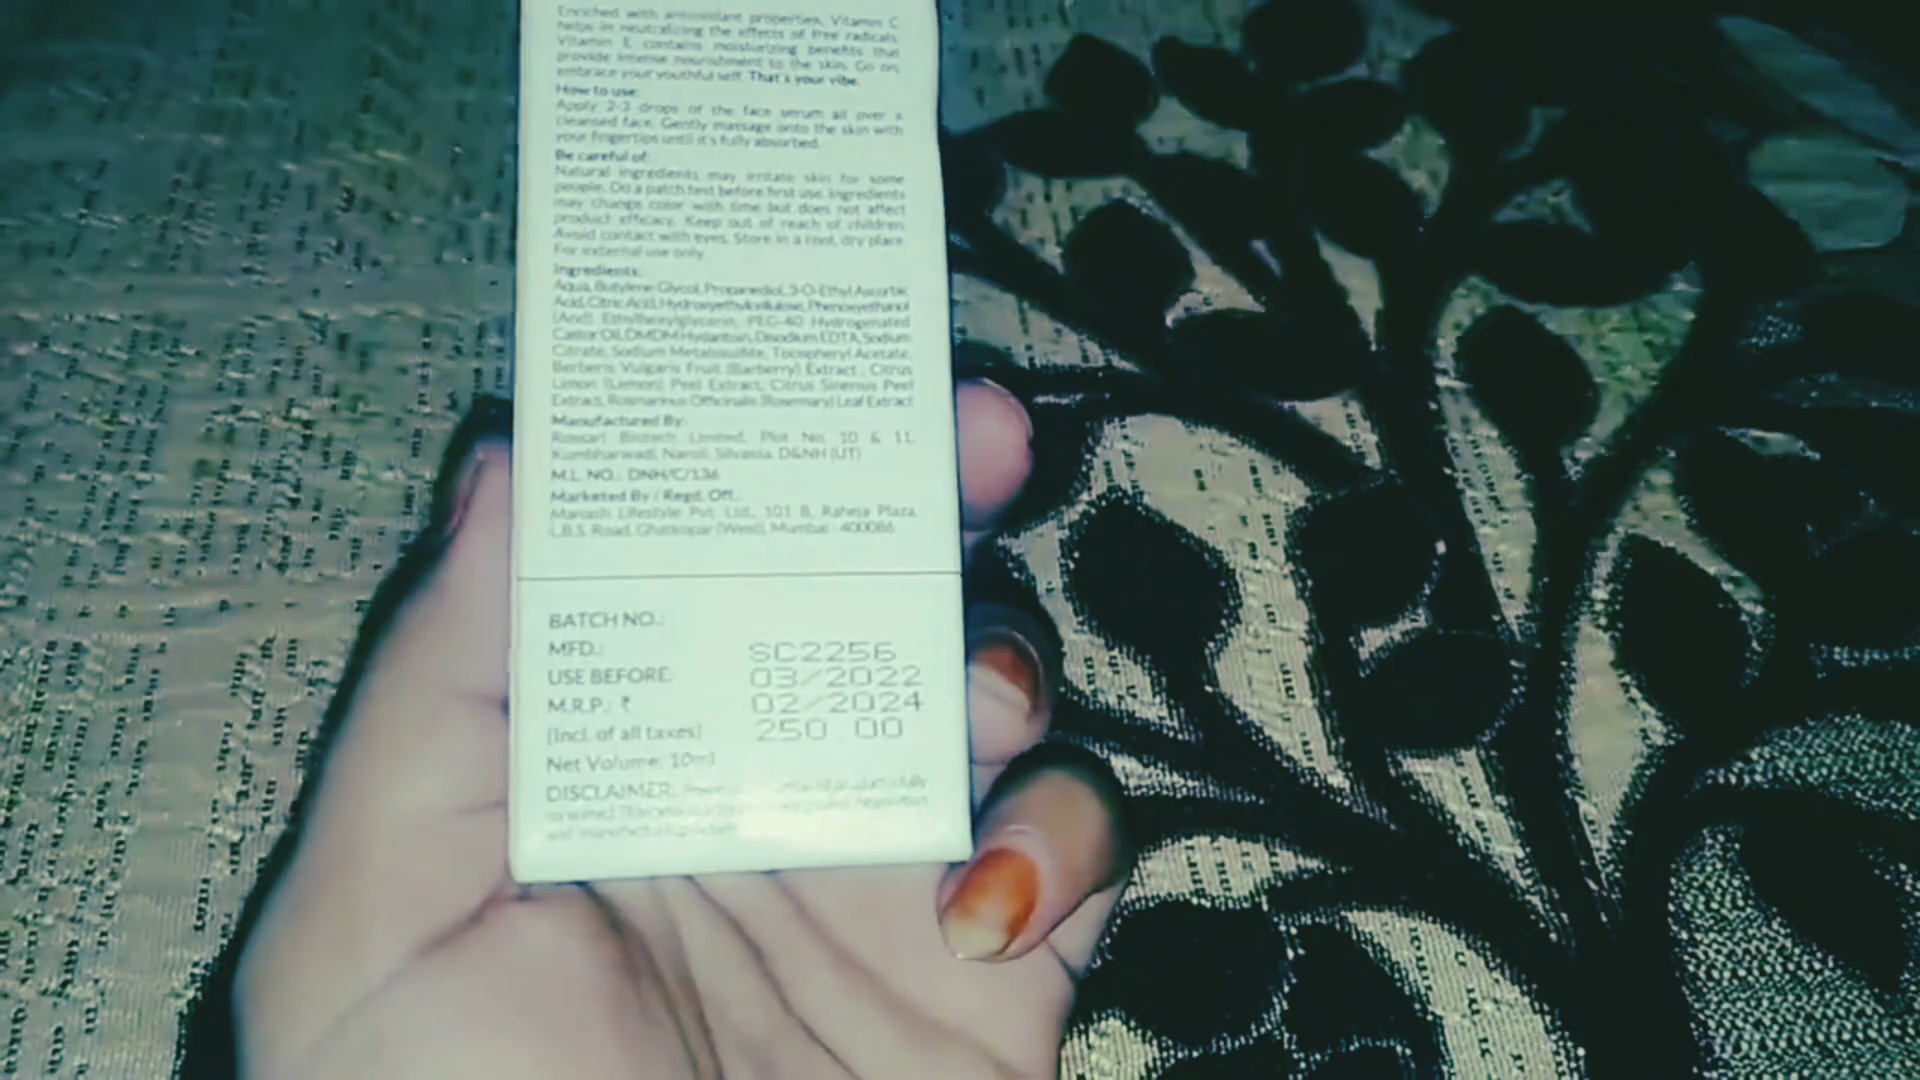 Enriched with antioxidant properties, Vitamin C
helps in neutralizing the effects of free radicals.
Vitamin E contains moisturizing benefits that
provide intense nourishment to the skin. Go on,
embrace your youthful self. That's your vibe.
How to use:
Apply 2-3 drops of the face serum all over a
cleansed face. Gently massage onto the skin with
your fingertips until it's fully absorbed.
Be careful of:
Natural ingredients may irritate skin for some
people. Do a patch test before first use. Ingredients
may change color with time but does not affect
product efficacy. Keep out of reach of children.
Avoid contact with eyes. Store in a cool, dry place.
For external use only.
Ingredients:
Aqua, Butylene Glycol, Propanediol, 3-O-Ethyl Ascorbic
Acid, Citric Acid, Hydroxyethylcellulose, Phenoxyethanol
(And) Ethylhexylglycerin, PEG-40 Hydrogenated
Castor Oil, DMDM Hydantoin, Disodium EDTA, Sodium
Citrate, Sodium Metabisulfite, Tocopheryl Acetate,
Berberis Vulgaris Fruit (Barberry) Extract, Citrus
Limon (Lemon) Peel Extract, Citrus Sinensis Peel
Extract, Rosmarinus Officinalis (Rosemary) Leaf Extract
Manufactured By:
Rossari Biotech Limited, Plot No. 10 & 11,
Kumbharwadi, Naroli, Silvassa, D&NH (UT)
M.L. NO.: DNH/C/136
Marketed By / Regd. Off.:
Manash Lifestyle Pvt. Ltd., 101 B, Raheja Plaza,
L.B.S. Road, Ghatkopar (West), Mumbai - 400086
BATCH NO.:
MFD.: SC2256
USE BEFORE: 03/2022
M.R.P.: ₹ 02/2024
(Incl. of all taxes) 250.00
Net Volume: 10ml
DISCLAIMER:
and manufacturing